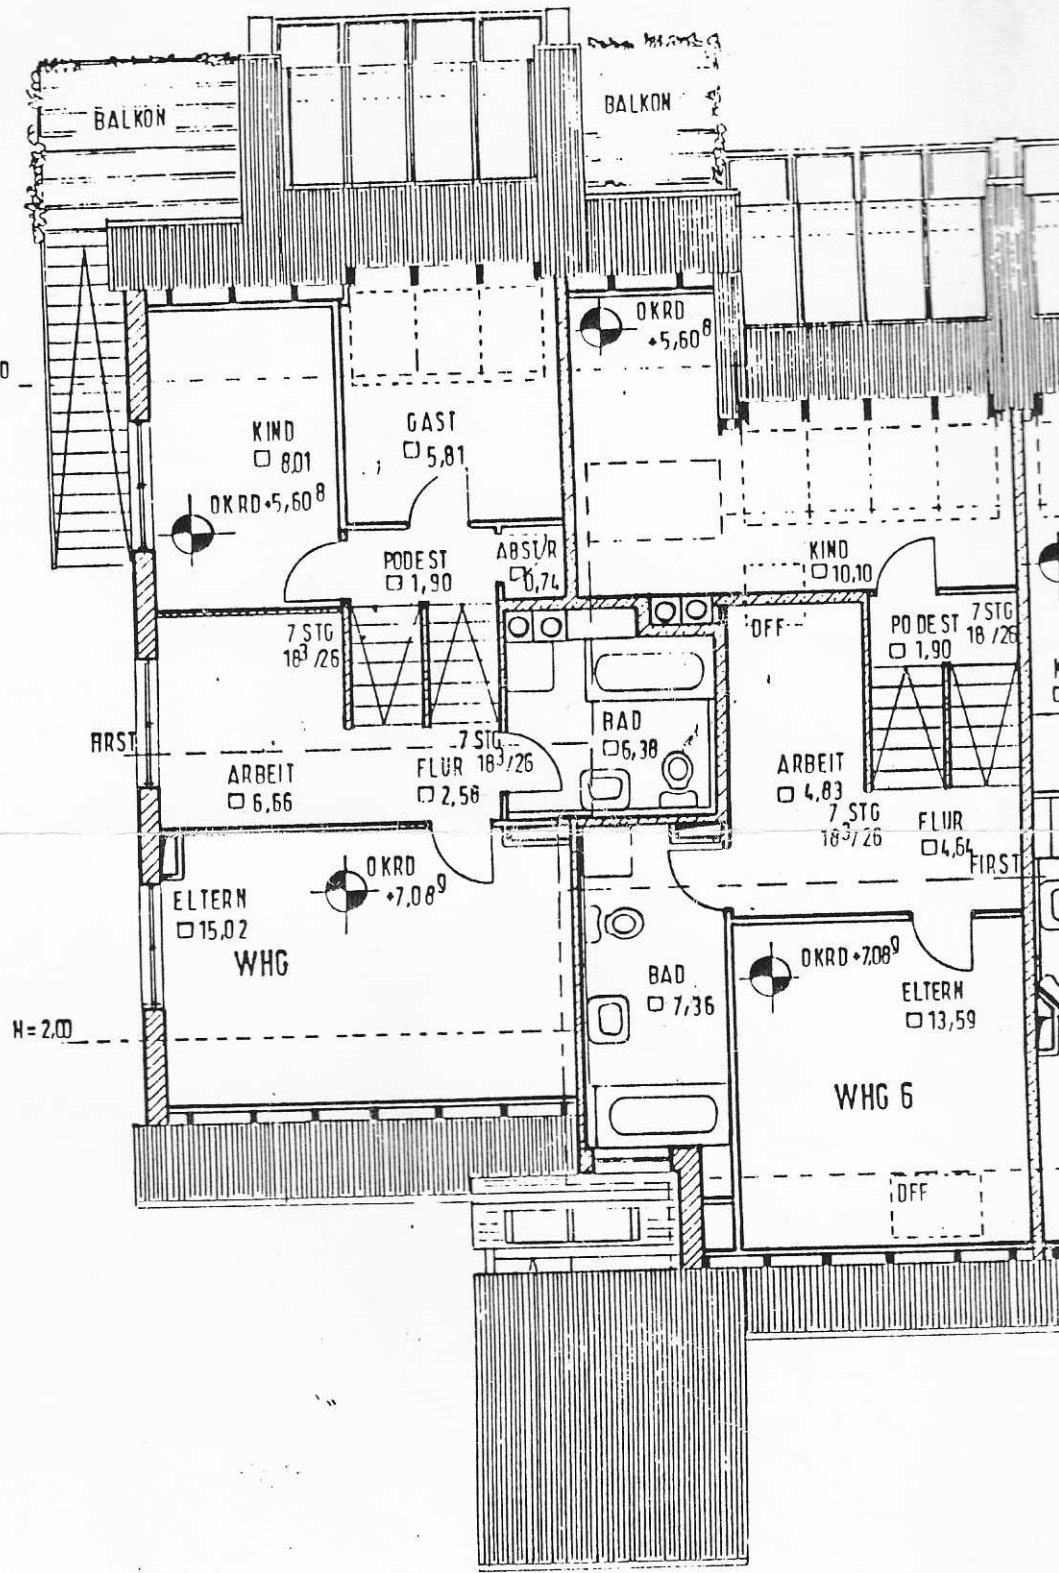 BALKON
BALKON
OKRD
+5,60⁸
KIND
8,01
OKRD+5,60⁸
GAST
5,81
PODEST
1,90
ABST/R
0,74
KIND
10,10
DFF
PODEST
1,90
7 STG
18 /26
7 STG
18³/26
FIRST
ARBEIT
6,66
FLUR
2,56
7 STG
18³/26
BAD
6,38
ARBEIT
4,83
7 STG
18³/26
FLUR
4,64
FIRST
ELTERN
15,02
WHG
OKRD
+7,08⁹
BAD
7,36
OKRD+7,08⁹
ELTERN
13,59
WHG 6
H=2,00
DFF